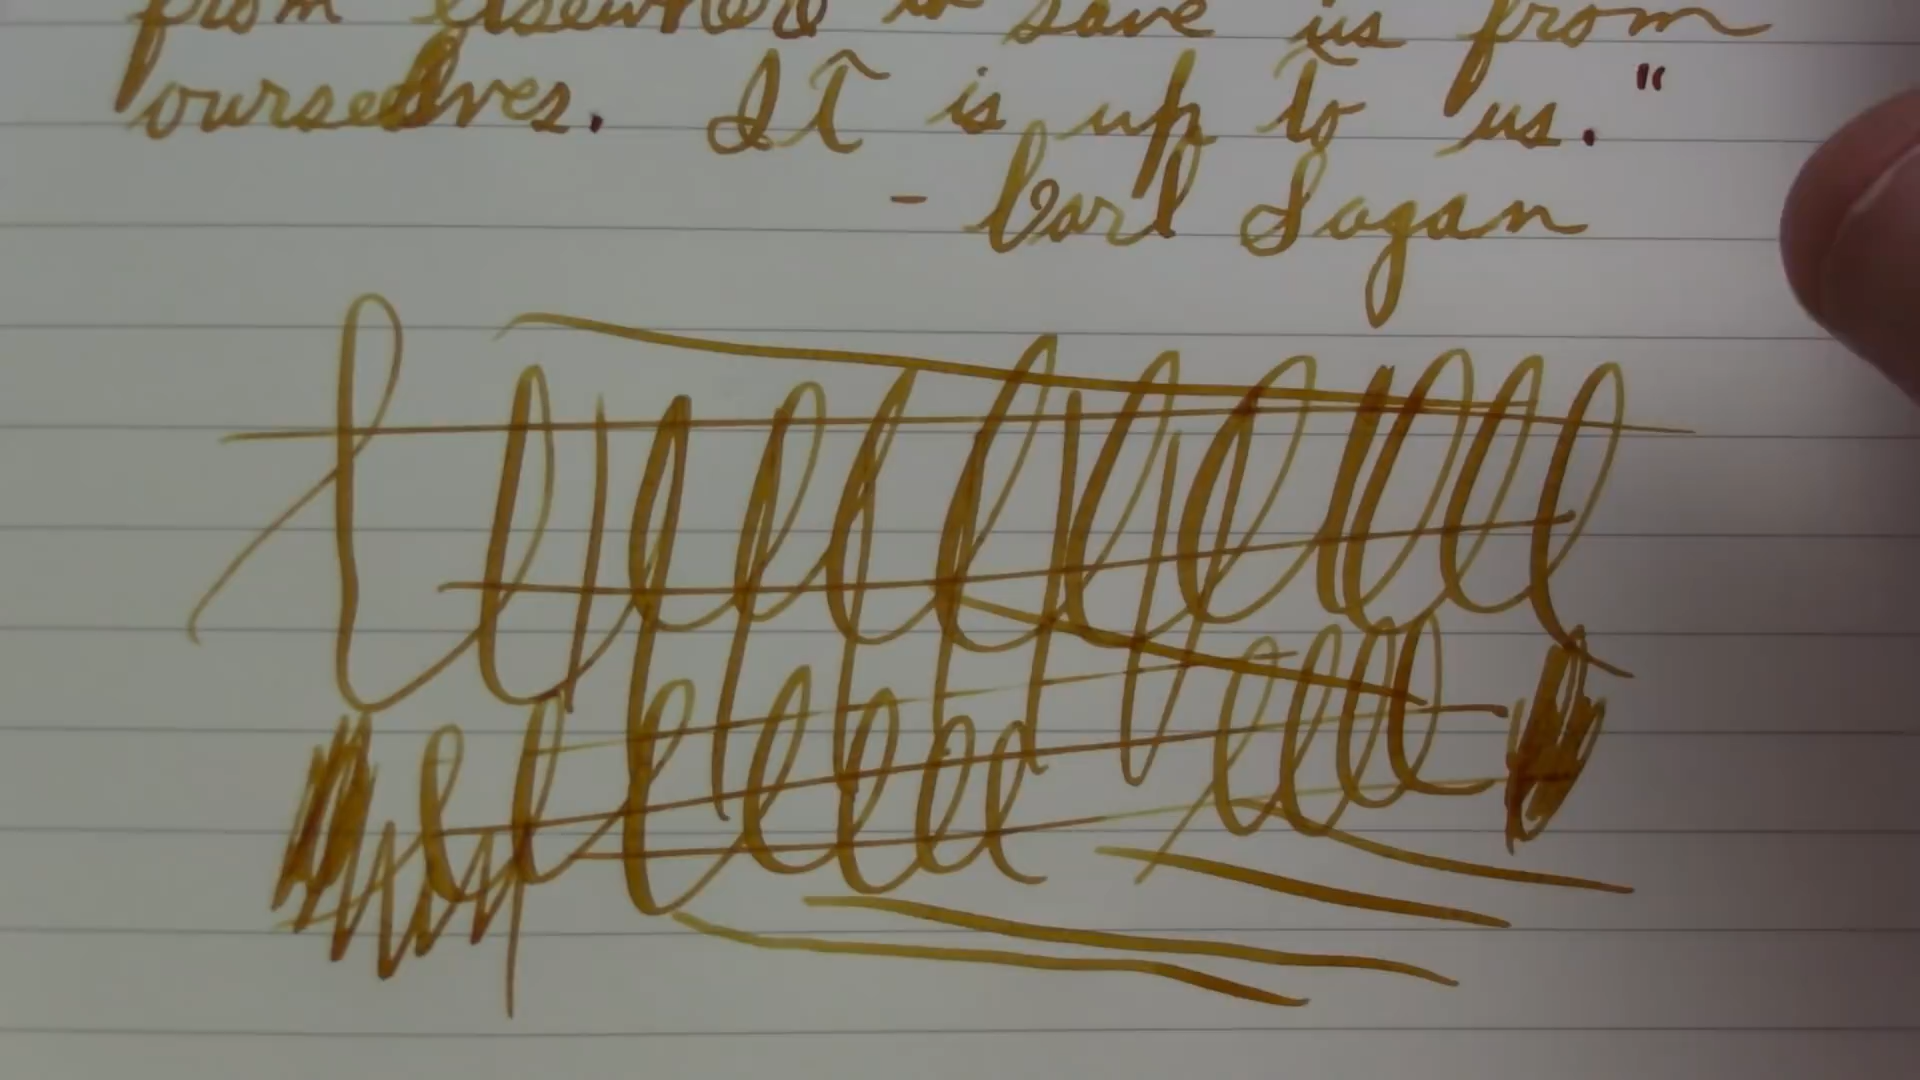 from elsewhere to save us from
ourselves. It is up to us."
- Carl Sagan